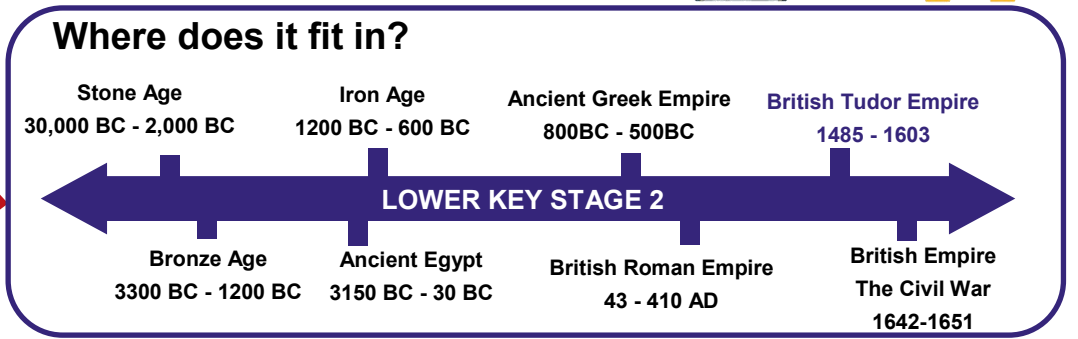 Where does it fit in?
Stone Age
30,000 BC - 2,000 BC
Iron Age
1200 BC - 600 BC
Ancient Greek Empire
800BC - 500BC
British Tudor Empire
1485 - 1603
LOWER KEY STAGE 2
Bronze Age
3300 BC - 1200 BC
Ancient Egypt
3150 BC - 30 BC
British Roman Empire
43 - 410 AD
British Empire
The Civil War
1642-1651